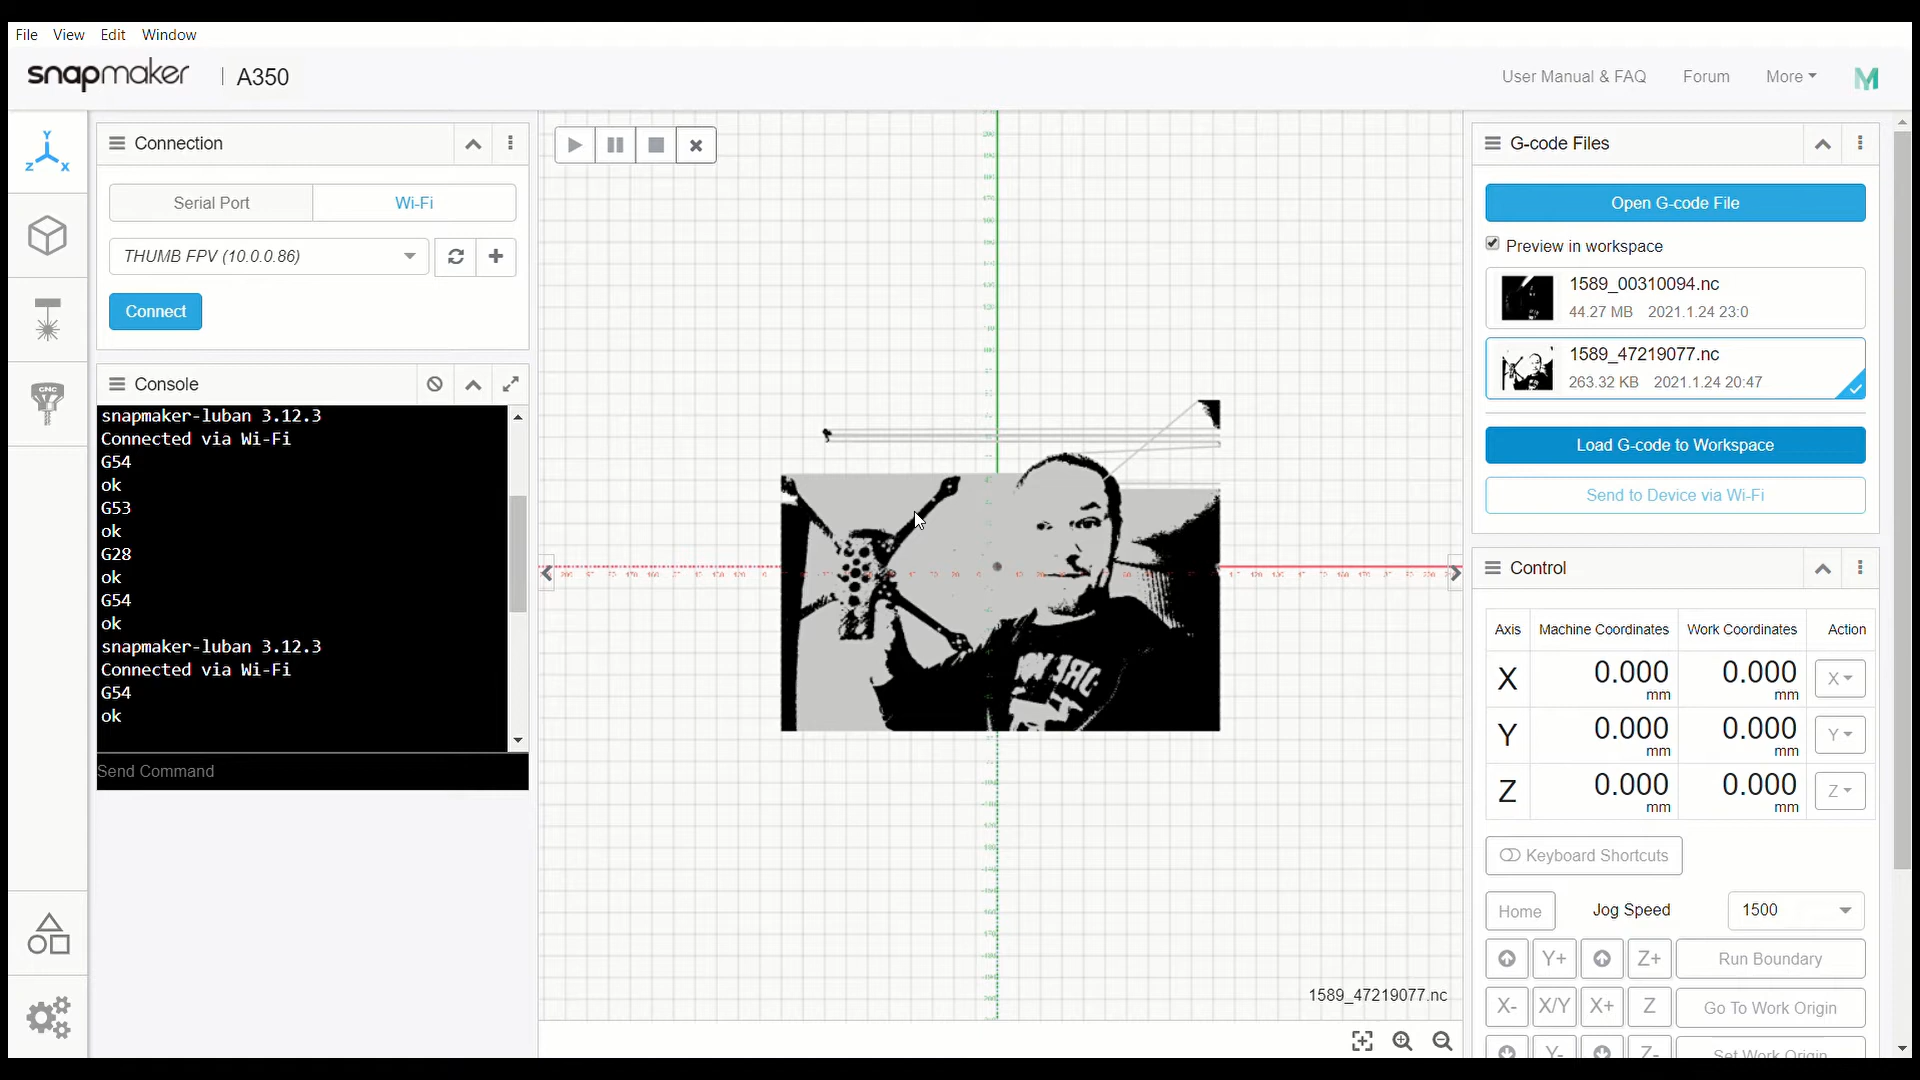 File View Edit Window
snapmaker | A350
User Manual & FAQ Forum More
Connection
Serial Port Wi-Fi
THUMB FPV (10.0.0.86)
Connect
Console
snapmaker-luban 3.12.3
Connected via Wi-Fi
G54
ok
G53
ok
G28
ok
G54
ok
snapmaker-luban 3.12.3
Connected via Wi-Fi
G54
ok
Send Command
CNC
1589_47219077.nc
G-code Files
Open G-code File
Preview in workspace
1589_00310094.nc
44.27 MB 2021.1.24 23:0
1589_47219077.nc
263.32 KB 2021.1.24 20:47
Load G-code to Workspace
Send to Device via Wi-Fi
Control
Axis Machine Coordinates Work Coordinates Action
X 0.000 mm 0.000 mm X
Y 0.000 mm 0.000 mm Y
Z 0.000 mm 0.000 mm Z
Keyboard Shortcuts
Home Jog Speed 1500
Y+ Z+ Run Boundary
X- X/Y X+ Z Go To Work Origin
Y- Z- Set Work Origin